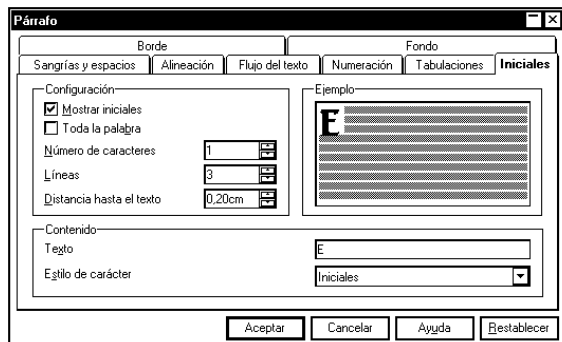 Párrafo
Borde Fondo
Sangrías y espacios Alineación Flujo del texto Numeración Tabulaciones Iniciales
Configuración
Mostrar iniciales
Toda la palabra
Número de caracteres 1
Líneas 3
Distancia hasta el texto 0,20cm
Ejemplo
E
Contenido
Texto E
Estilo de carácter Iniciales
Aceptar Cancelar Ayuda Restablecer